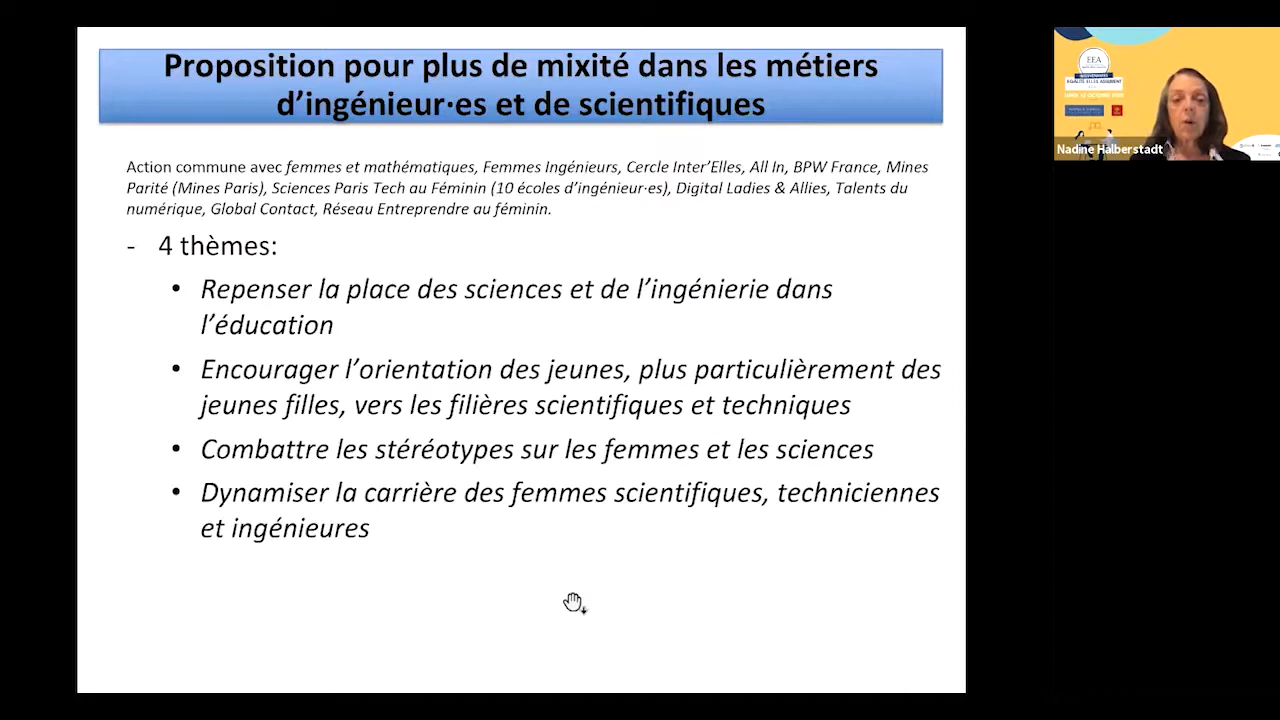 Proposition pour plus de mixité dans les métiers
d’ingénieur·es et de scientifiques
Action commune avec femmes et mathématiques, Femmes Ingénieurs, Cercle Inter’Elles, All In, BPW France, Mines
Parité (Mines Paris), Sciences Paris Tech au Féminin (10 écoles d’ingénieur·es), Digital Ladies & Allies, Talents du
numérique, Global Contact, Réseau Entreprendre au féminin.
- 4 thèmes:
• Repenser la place des sciences et de l’ingénierie dans
l’éducation
• Encourager l’orientation des jeunes, plus particulièrement des
jeunes filles, vers les filières scientifiques et techniques
• Combattre les stéréotypes sur les femmes et les sciences
• Dynamiser la carrière des femmes scientifiques, techniciennes
et ingénieures
EEA
Nadine Halberstadt